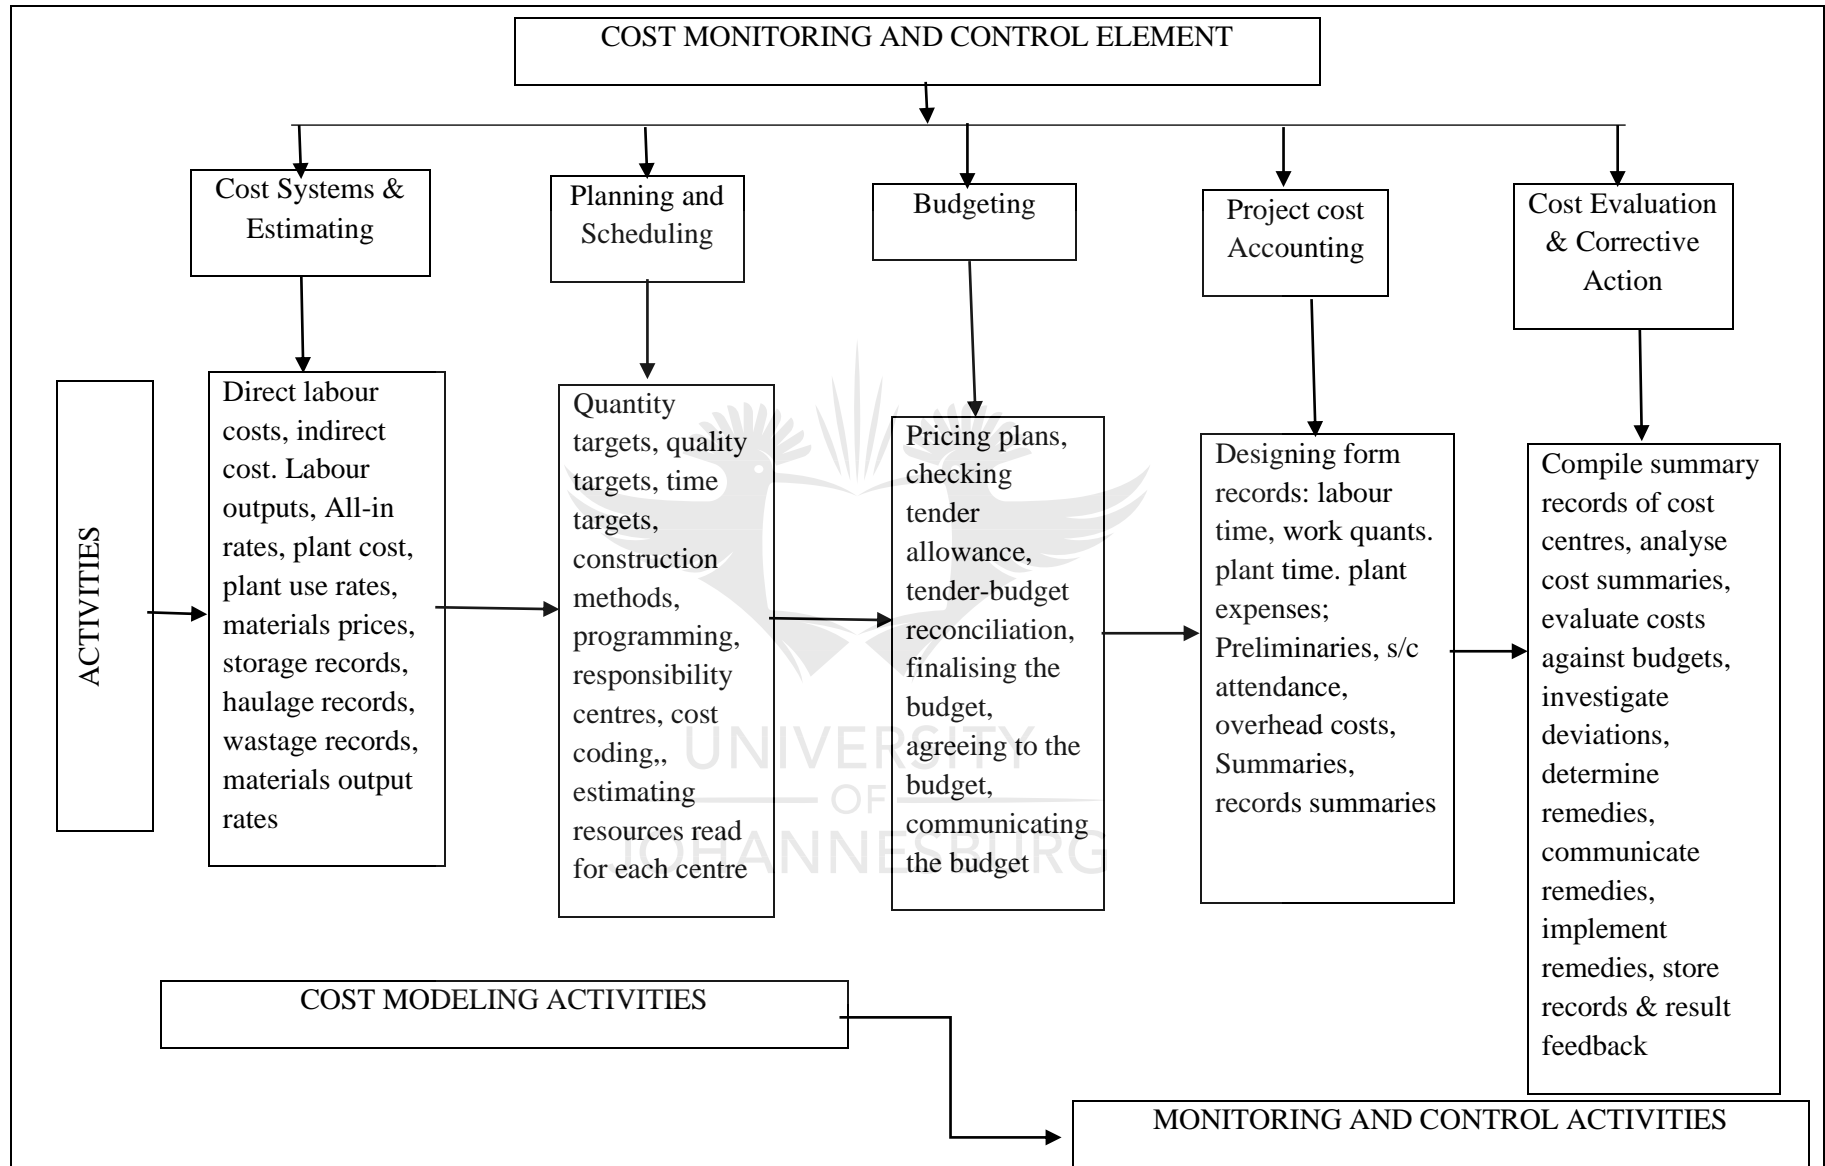 COST MONITORING AND CONTROL ELEMENT
Cost Systems &
Estimating
Planning and
Scheduling
Budgeting
Project cost
Accounting
Cost Evaluation
& Corrective
Action
ACTIVITIES
Direct labour
costs, indirect
cost. Labour
outputs, All-in
rates, plant cost,
plant use rates,
materials prices,
storage records,
haulage records,
wastage records,
materials output
rates
Quantity
targets, quality
targets, time
targets,
construction
methods,
programming,
responsibility
centres, cost
coding,,
estimating
resources read
for each centre
Pricing plans,
checking
tender
allowance,
tender-budget
reconciliation,
finalising the
budget,
agreeing to the
budget,
communicating
the budget
Designing form
records: labour
time, work quants.
plant time. plant
expenses;
Preliminaries, s/c
attendance,
overhead costs,
Summaries,
records summaries
Compile summary
records of cost
centres, analyse
cost summaries,
evaluate costs
against budgets,
investigate
deviations,
determine
remedies,
communicate
remedies,
implement
remedies, store
records & result
feedback
UNIVERSITY
OF
JOHANNESBURG
COST MODELING ACTIVITIES
MONITORING AND CONTROL ACTIVITIES